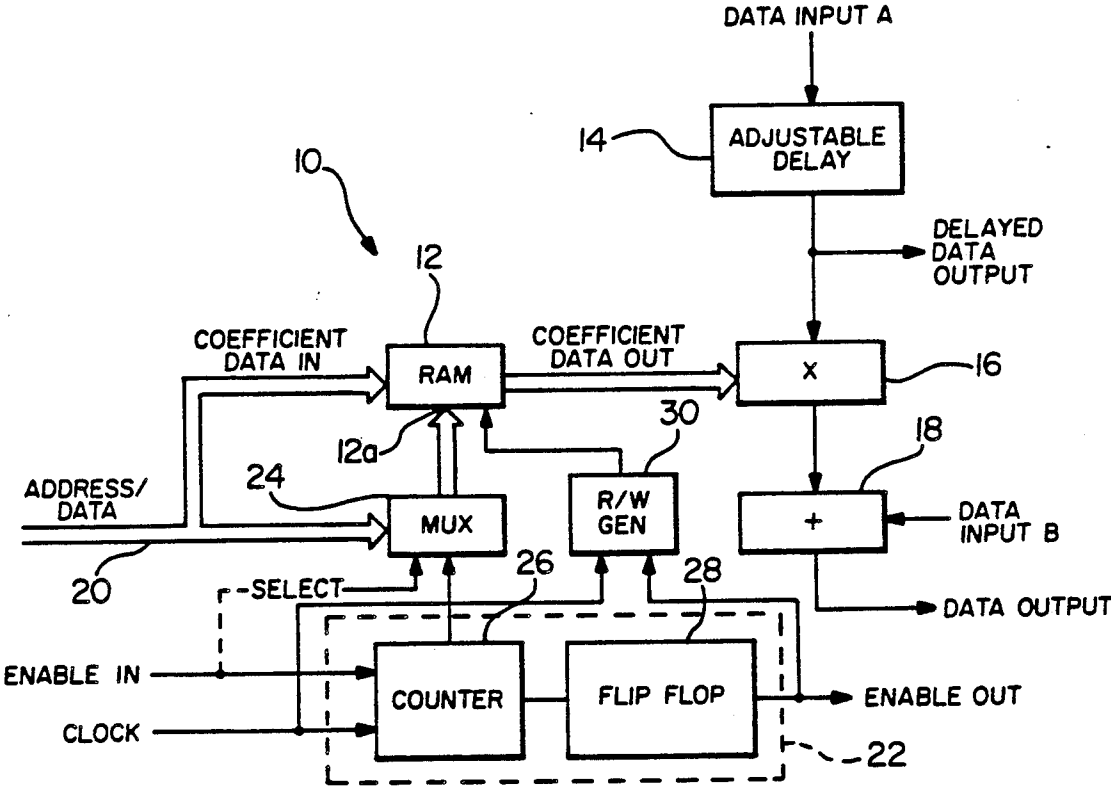 DATA INPUT A
14
ADJUSTABLE
DELAY
10
DELAYED
DATA
OUTPUT
12
COEFFICIENT
DATA IN
RAM
COEFFICIENT
DATA OUT
X
16
12a
30
18
ADDRESS/
DATA
24
MUX
R/W
GEN
+
DATA
INPUT B
20
SELECT
26
28
DATA OUTPUT
ENABLE IN
COUNTER
FLIP FLOP
ENABLE OUT
CLOCK
22